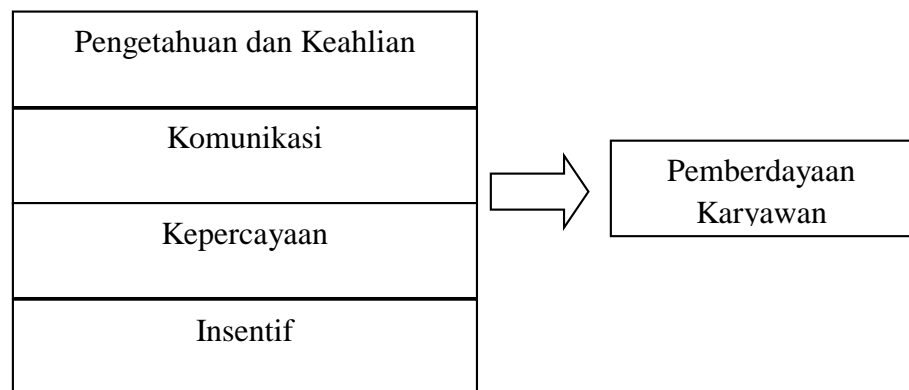 Pengetahuan dan Keahlian
Komunikasi
Kepercayaan
Insentif
Pemberdayaan
Karyawan